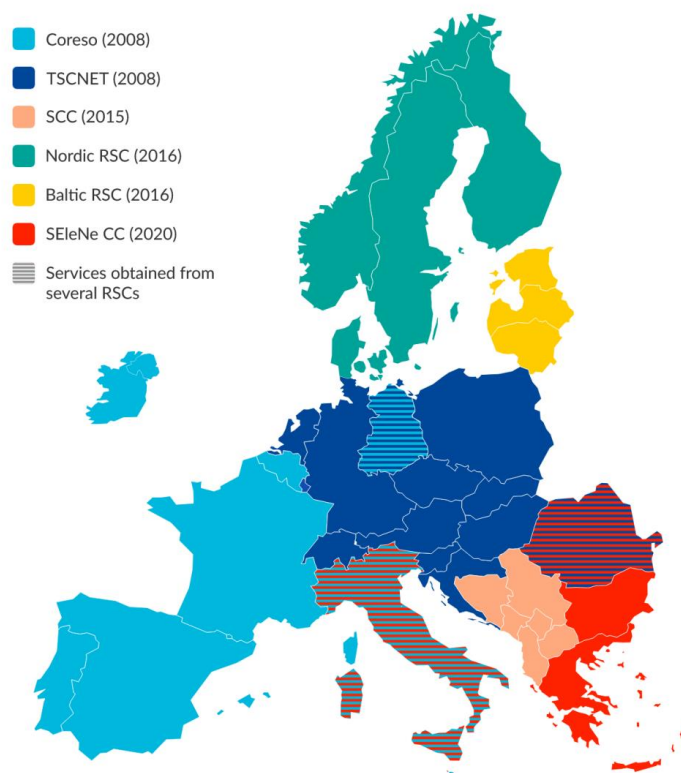 Coreso (2008)
TSCNET (2008)
SCC (2015)
Nordic RSC (2016)
Baltic RSC (2016)
SEleNe CC (2020)
Services obtained from
several RSCs